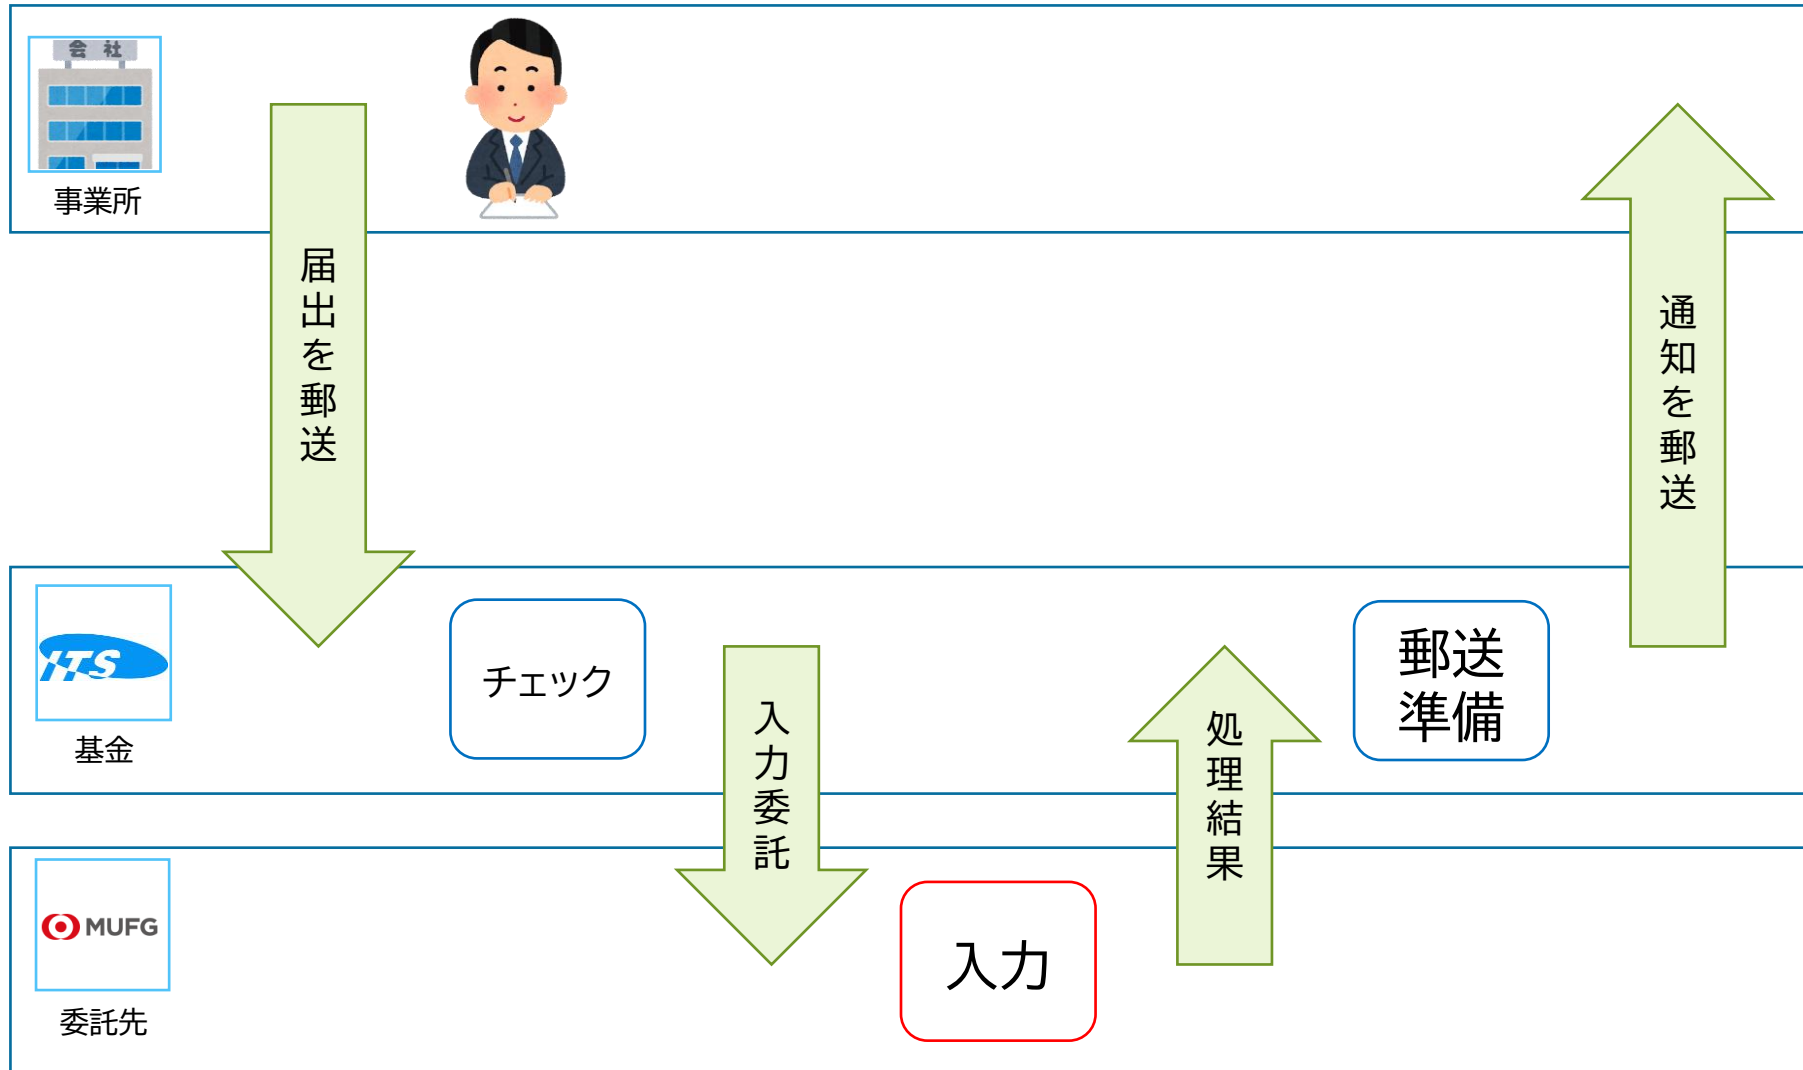 会社
事業所
届出を郵送
通知を郵送
ITS
基金
チェック
入力委託
処理結果
郵送
準備
MUFG
委託先
入力